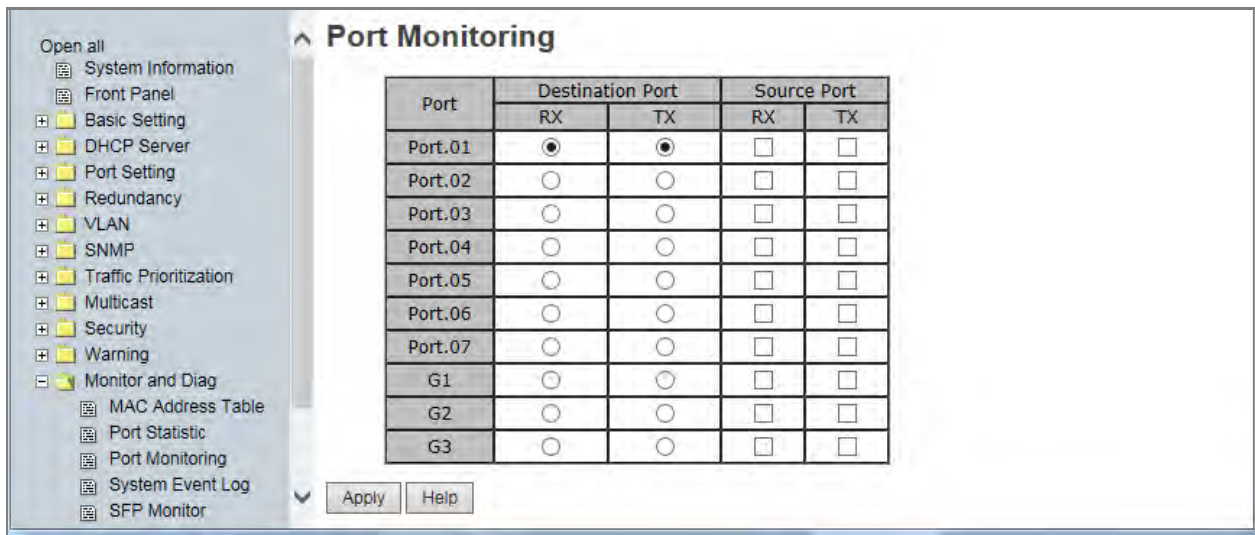 Open all
System Information
Front Panel
Basic Setting
DHCP Server
Port Setting
Redundancy
VLAN
SNMP
Traffic Prioritization
Multicast
Security
Warning
Monitor and Diag
MAC Address Table
Port Statistic
Port Monitoring
System Event Log
SFP Monitor
Port Monitoring
Port Destination Port Source Port
RX TX RX TX
Port.01
Port.02
Port.03
Port.04
Port.05
Port.06
Port.07
G1
G2
G3
Apply Help